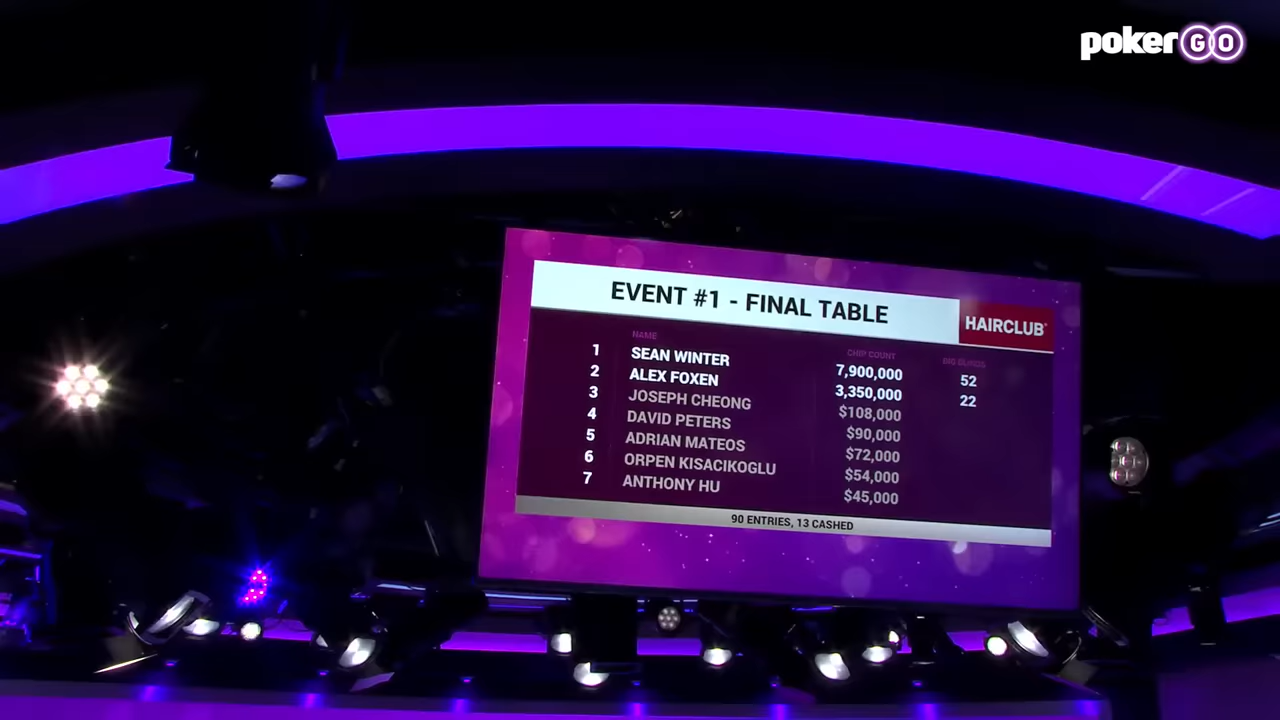 poker GO
EVENT #1 - FINAL TABLE
HAIRCLUB
NAME CHIP COUNT BIG BLINDS
1 SEAN WINTER 7,900,000 52
2 ALEX FOXEN 3,350,000 22
3 JOSEPH CHEONG $108,000
4 DAVID PETERS $90,000
5 ADRIAN MATEOS $72,000
6 ORPEN KISACIKOGLU $54,000
7 ANTHONY HU $45,000
90 ENTRIES, 13 CASHED